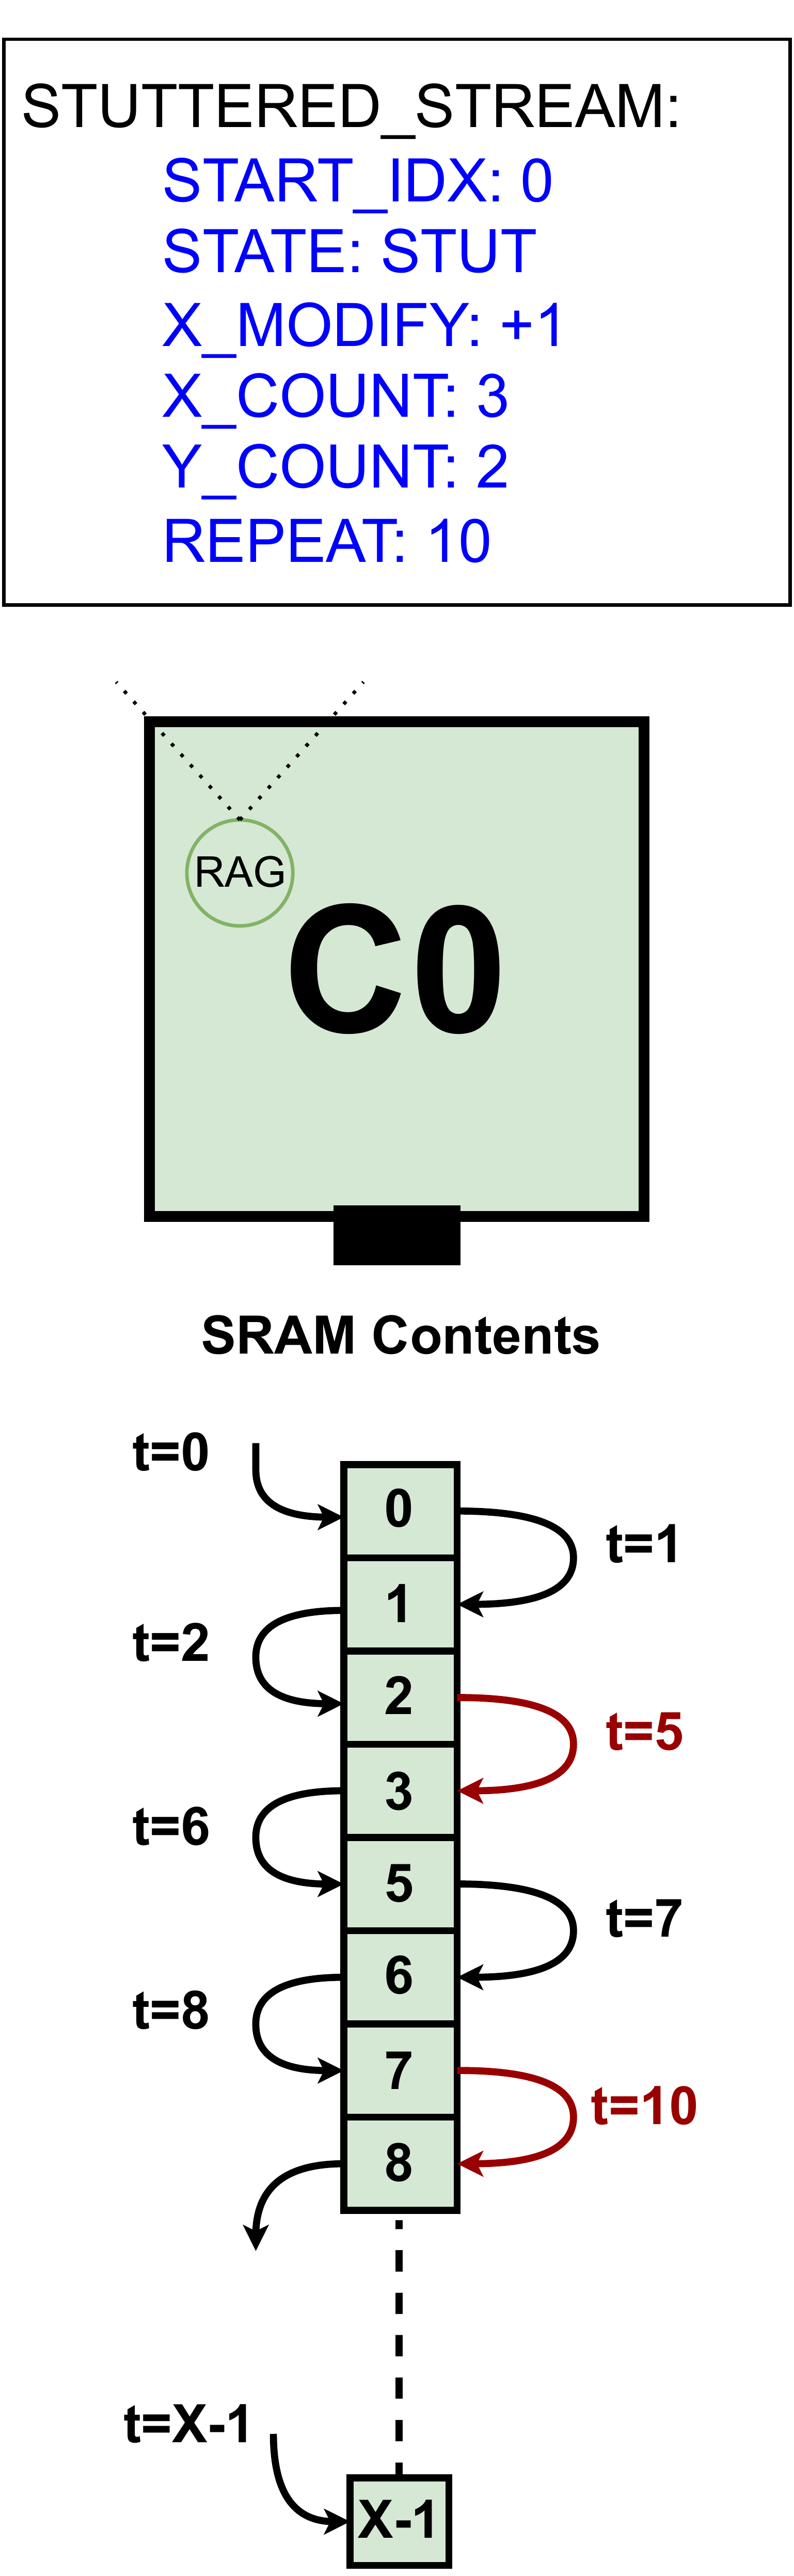 STUTTERED_STREAM:
START_IDX: 0
STATE: STUT
X_MODIFY: +1
X_COUNT: 3
Y_COUNT: 2
REPEAT: 10
RAG
C0
SRAM Contents
t=0
0
t=1
1
t=2
2
t=5
3
t=6
5
t=7
6
t=8
7
t=10
8
t=X-1
X-1